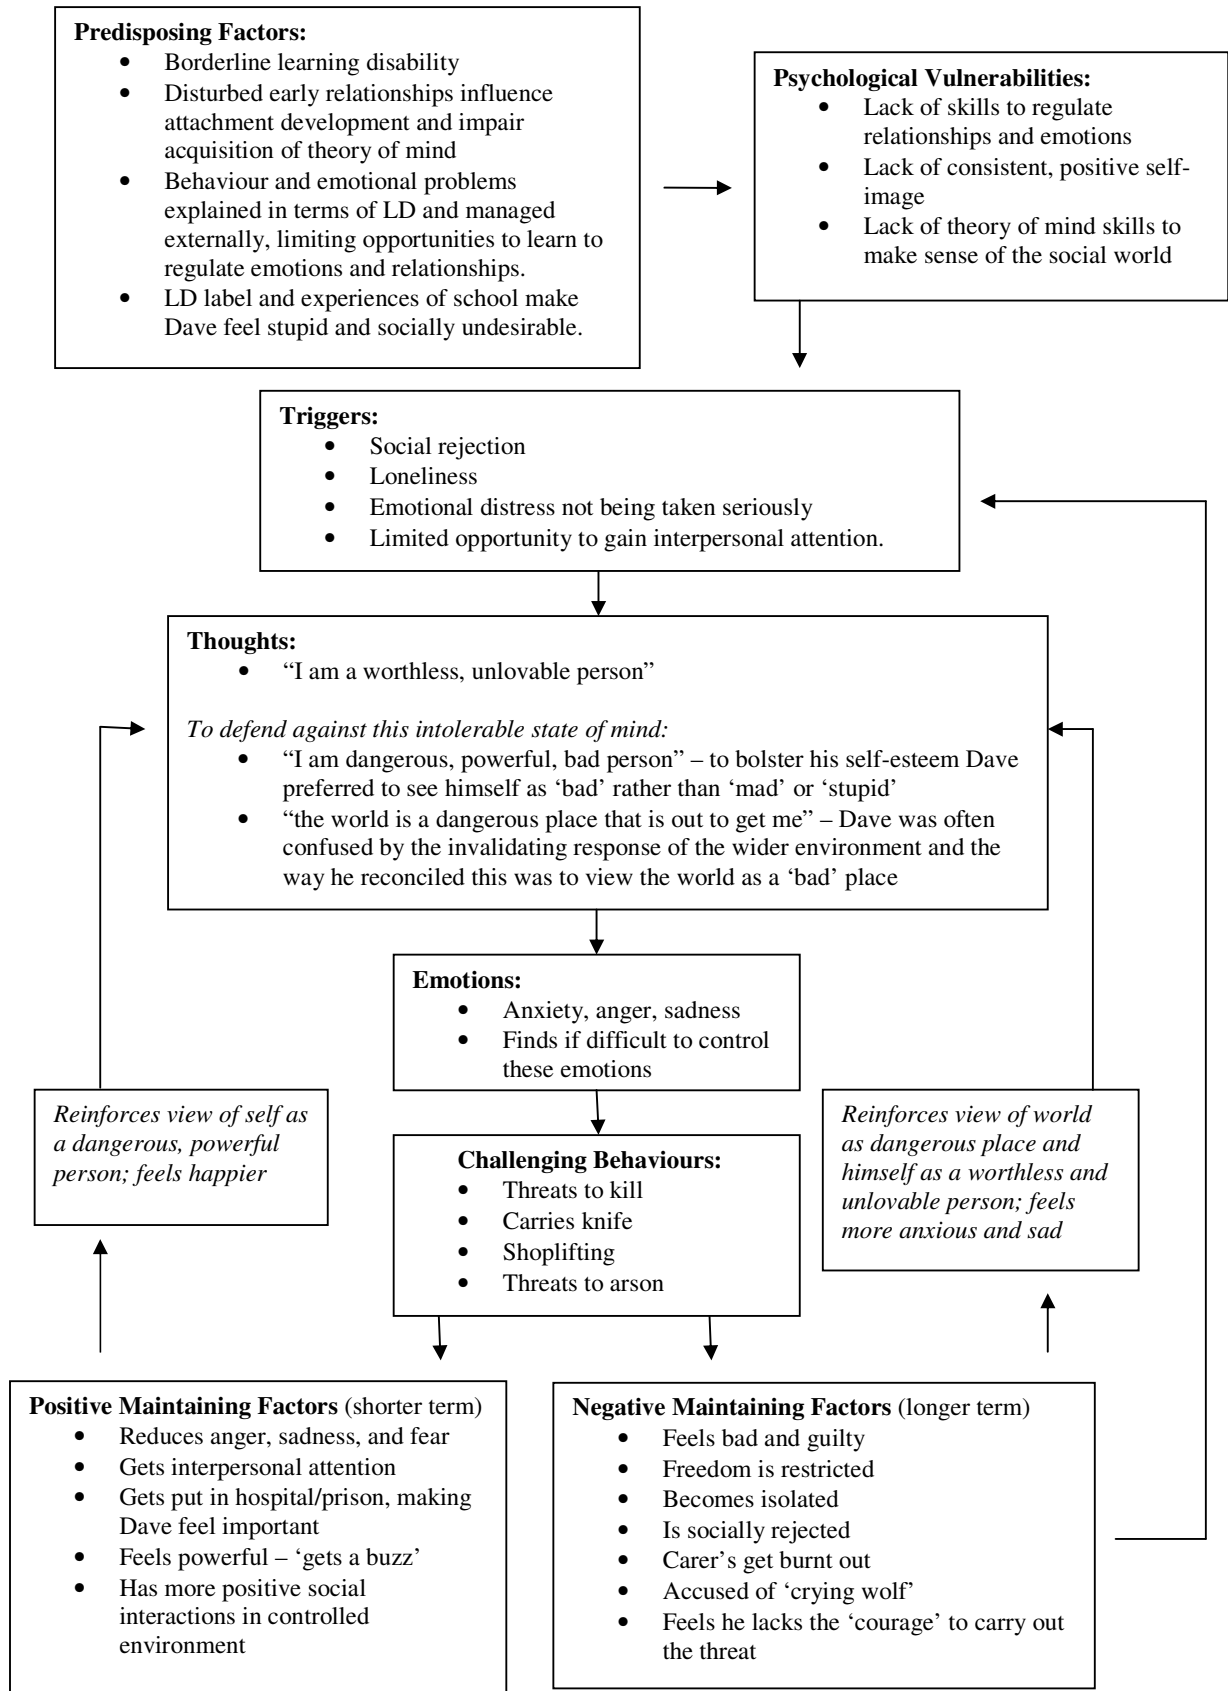 Predisposing Factors:
• Borderline learning disability
• Disturbed early relationships influence
attachment development and impair
acquisition of theory of mind
• Behaviour and emotional problems
explained in terms of LD and managed
externally, limiting opportunities to learn to
regulate emotions and relationships.
• LD label and experiences of school make
Dave feel stupid and socially undesirable.
Psychological Vulnerabilities:
• Lack of skills to regulate
relationships and emotions
• Lack of consistent, positive self-
image
• Lack of theory of mind skills to
make sense of the social world
Triggers:
• Social rejection
• Loneliness
• Emotional distress not being taken seriously
• Limited opportunity to gain interpersonal attention.
Thoughts:
• “I am a worthless, unlovable person”
To defend against this intolerable state of mind:
• “I am dangerous, powerful, bad person” – to bolster his self-esteem Dave
preferred to see himself as ‘bad’ rather than ‘mad’ or ‘stupid’
• “the world is a dangerous place that is out to get me” – Dave was often
confused by the invalidating response of the wider environment and the
way he reconciled this was to view the world as a ‘bad’ place
Emotions:
• Anxiety, anger, sadness
• Finds if difficult to control
these emotions
Reinforces view of self as
a dangerous, powerful
person; feels happier
Challenging Behaviours:
• Threats to kill
• Carries knife
• Shoplifting
• Threats to arson
Reinforces view of world
as dangerous place and
himself as a worthless and
unlovable person; feels
more anxious and sad
Positive Maintaining Factors (shorter term)
• Reduces anger, sadness, and fear
• Gets interpersonal attention
• Gets put in hospital/prison, making
Dave feel important
• Feels powerful – ‘gets a buzz’
• Has more positive social
interactions in controlled
environment
Negative Maintaining Factors (longer term)
• Feels bad and guilty
• Freedom is restricted
• Becomes isolated
• Is socially rejected
• Carer’s get burnt out
• Accused of ‘crying wolf’
• Feels he lacks the ‘courage’ to carry out
the threat